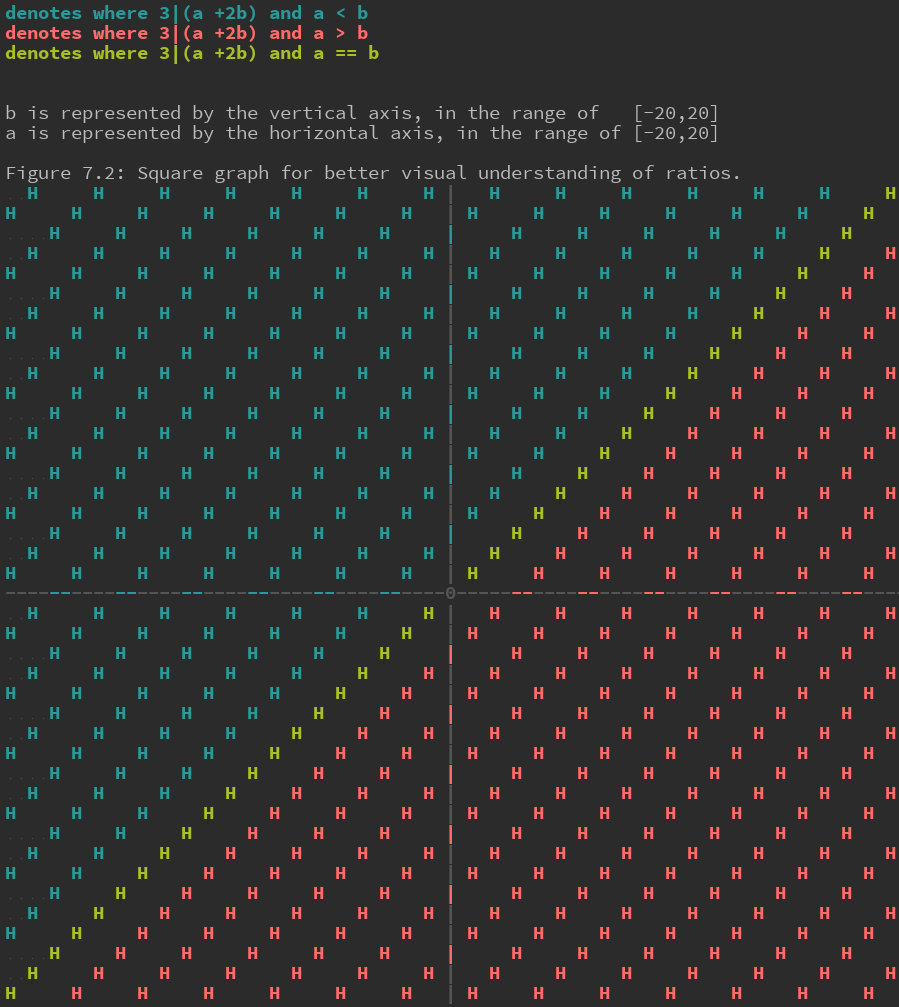 denotes where 3|(a +2b) and a < b
denotes where 3|(a +2b) and a > b
denotes where 3|(a +2b) and a == b
b is represented by the vertical axis, in the range of [-20,20]
a is represented by the horizontal axis, in the range of [-20,20]
Figure 7.2: Square graph for better visual understanding of ratios.
0